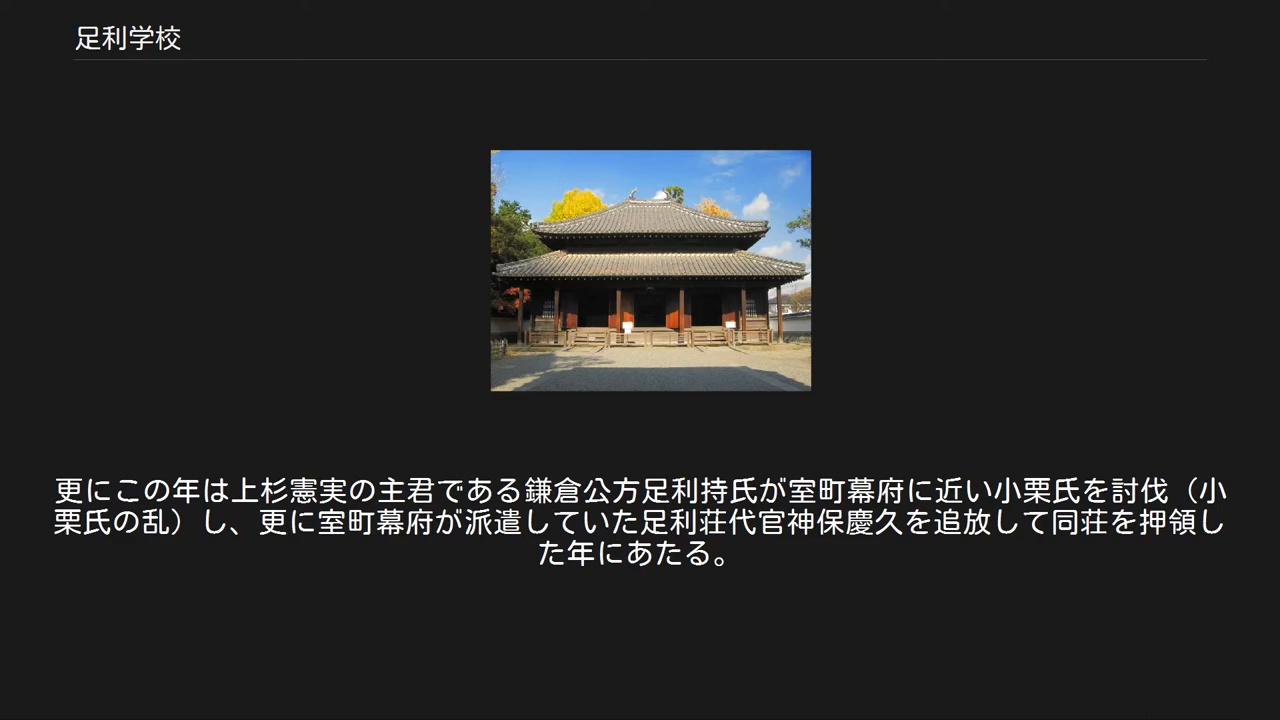 足利学校
更にこの年は上杉憲実の主君である鎌倉公方足利持氏が室町幕府に近い小栗氏を討伐（小
栗氏の乱）し、更に室町幕府が派遣していた足利荘代官神保慶久を追放して同荘を押領し
た年にあたる。